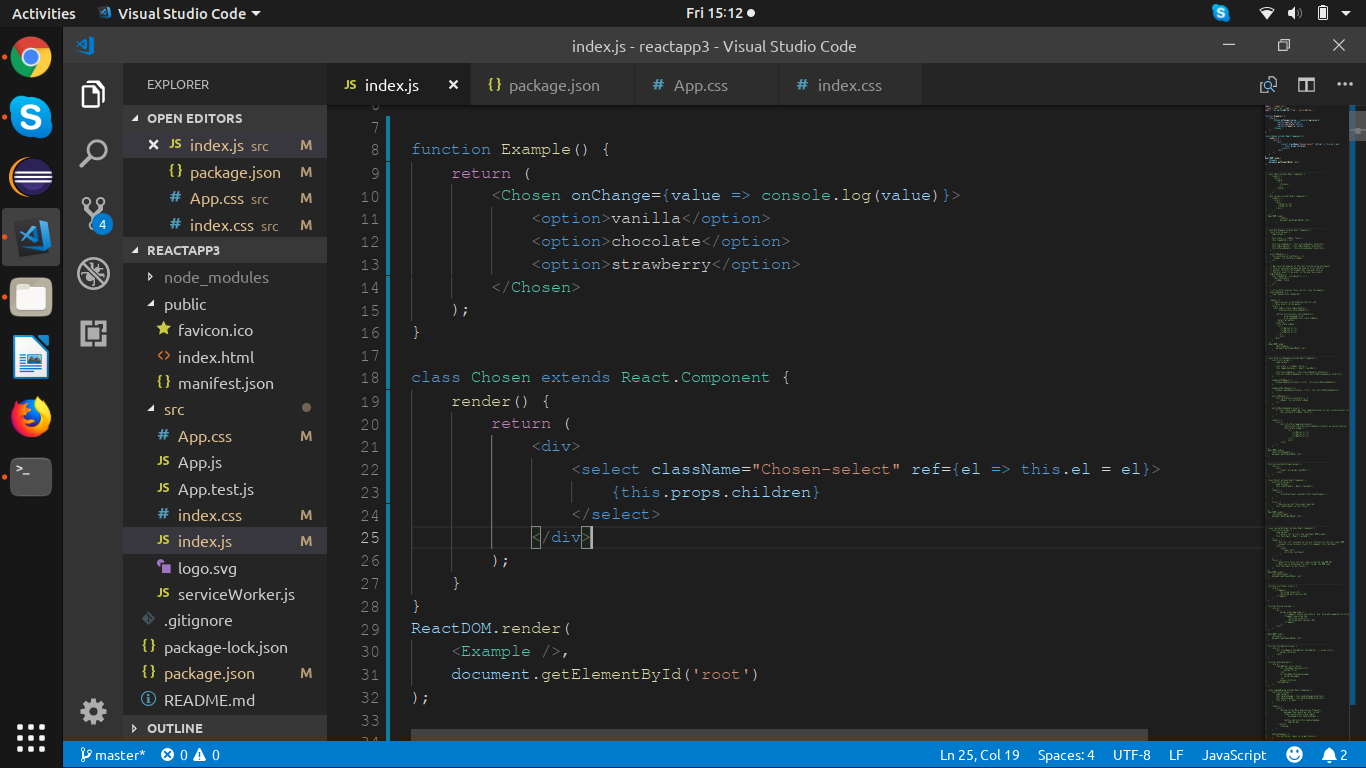 Activities Visual Studio Code Fri 15:12
index.js - reactapp3 - Visual Studio Code
EXPLORER
OPEN EDITORS
JS index.js src M
{} package.json M
# App.css src M
# index.css src M
REACTAPP3
node_modules
public
favicon.ico
<> index.html
{} manifest.json
src
# App.css M
JS App.js
JS App.test.js
# index.css M
JS index.js M
logo.svg
JS serviceWorker.js
.gitignore
{} package-lock.json
{} package.json M
README.md
OUTLINE
4
JS index.js {} package.json # App.css # index.css
6
7
8 function Example() {
9 return (
10 <Chosen onChange={value => console.log(value)}>
11 <option>vanilla</option>
12 <option>chocolate</option>
13 <option>strawberry</option>
14 </Chosen>
15 );
16 }
17
18 class Chosen extends React.Component {
19 render() {
20 return (
21 <div>
22 <select className="Chosen-select" ref={el => this.el = el}>
23 {this.props.children}
24 </select>
25 </div>
26 );
27 }
28 }
29 ReactDOM.render(
30 <Example />,
31 document.getElementById('root')
32 );
33
34
master* 0 0 Ln 25, Col 19 Spaces: 4 UTF-8 LF JavaScript 2